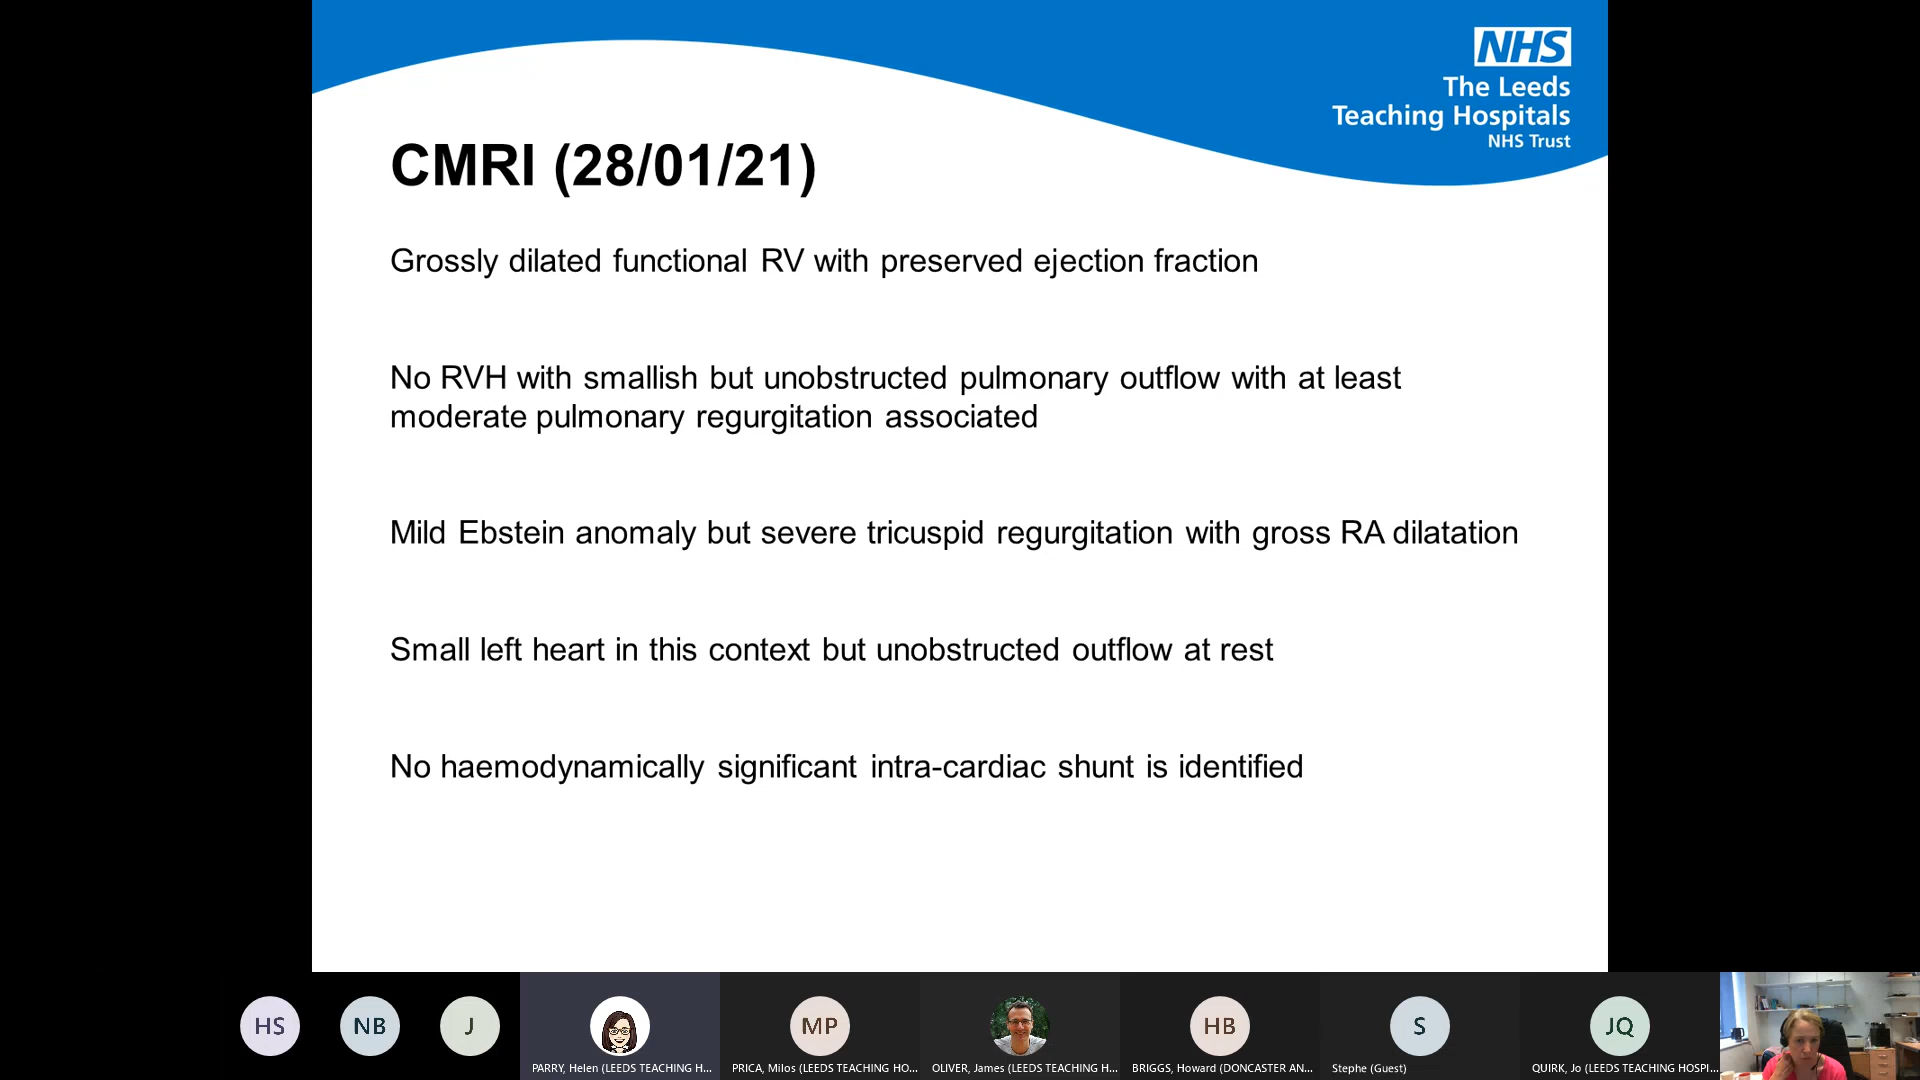 NHS
The Leeds
Teaching Hospitals
NHS Trust
CMRI (28/01/21)
Grossly dilated functional RV with preserved ejection fraction
No RVH with smallish but unobstructed pulmonary outflow with at least
moderate pulmonary regurgitation associated
Mild Ebstein anomaly but severe tricuspid regurgitation with gross RA dilatation
Small left heart in this context but unobstructed outflow at rest
No haemodynamically significant intra-cardiac shunt is identified
HS
NB
J
MP
HB
S
JQ
PARRY, Helen (LEEDS TEACHING H...
PRICA, Milos (LEEDS TEACHING HO...
OLIVER, James (LEEDS TEACHING H...
BRIGGS, Howard (DONCASTER AN...
Stephe (Guest)
QUIRK, Jo (LEEDS TEACHING HOSPI...